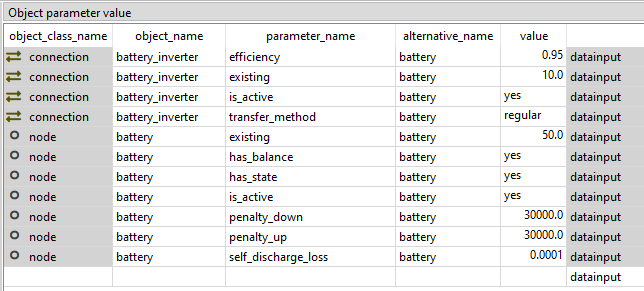 Object parameter value
object_class_name object_name parameter_name alternative_name value
connection battery_inverter efficiency battery 0.95 datainput
connection battery_inverter existing battery 10.0 datainput
connection battery_inverter is_active battery yes datainput
connection battery_inverter transfer_method battery regular datainput
node battery existing battery 50.0 datainput
node battery has_balance battery yes datainput
node battery has_state battery yes datainput
node battery is_active battery yes datainput
node battery penalty_down battery 30000.0 datainput
node battery penalty_up battery 30000.0 datainput
node battery self_discharge_loss battery 0.0001 datainput
datainput